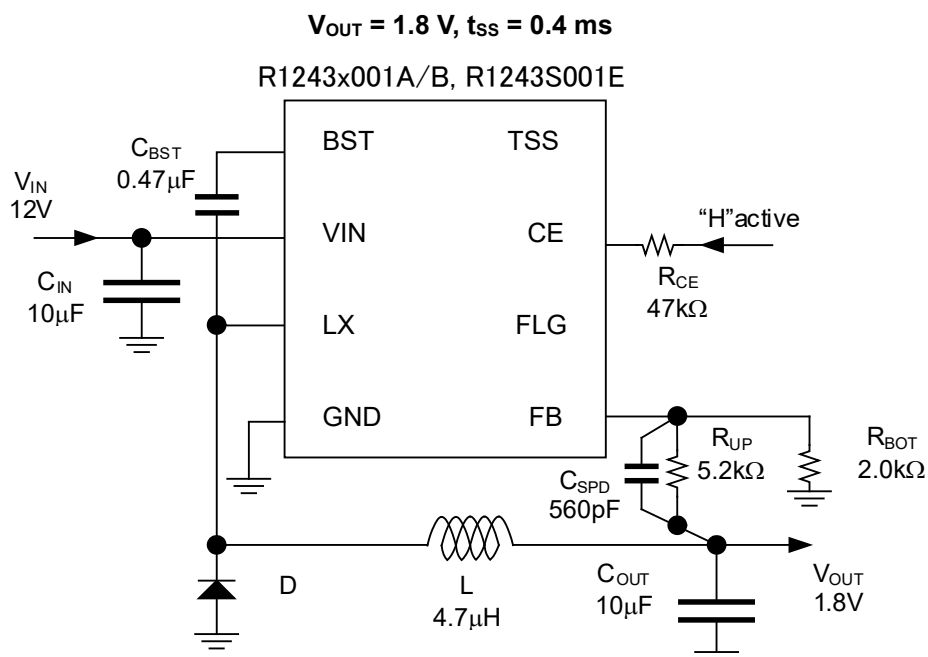 VOUT = 1.8 V, tSS = 0.4 ms
R1243x001A/B, R1243S001E
BST
TSS
CBST
0.47µF
VIN
12V
VIN
CE
“H”active
RCE
47kΩ
CIN
10µF
LX
FLG
GND
FB
RUP
5.2kΩ
RBOT
2.0kΩ
CSPD
560pF
D
L
4.7µH
COUT
10µF
VOUT
1.8V